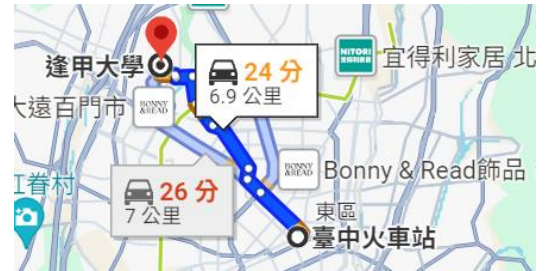 NITORI
宜得利家居 北
逢甲大學
24 分
6.9 公里
大遠百門市
BONNY
&READ
BONNY
&READ
Bonny & Read飾品
26 分
7 公里
東區
臺中火車站